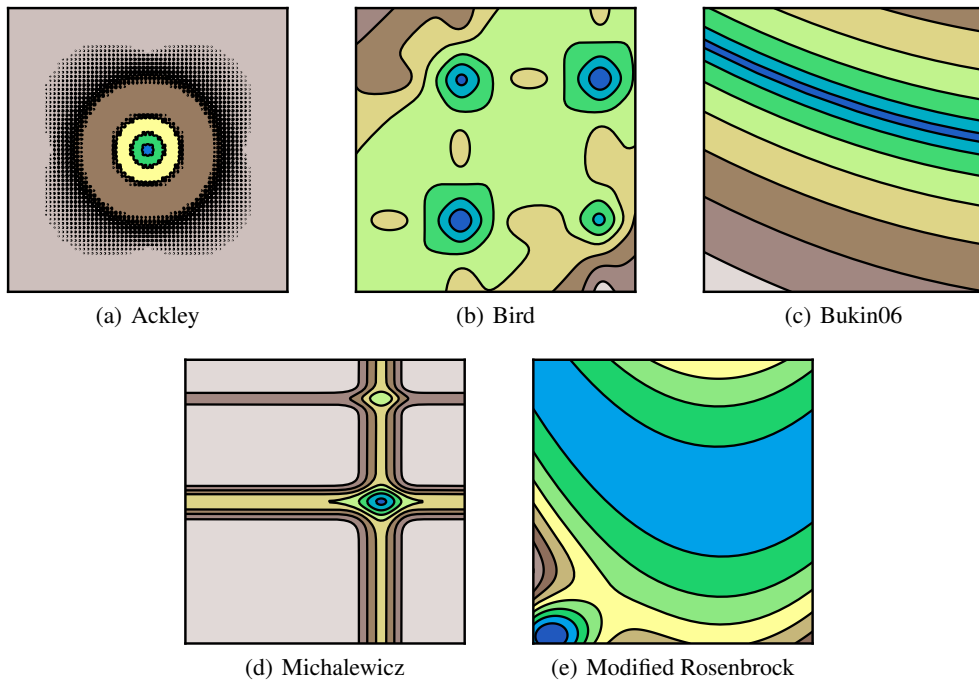 (a) Ackley
(b) Bird
(c) Bukin06
(d) Michalewicz
(e) Modified Rosenbrock